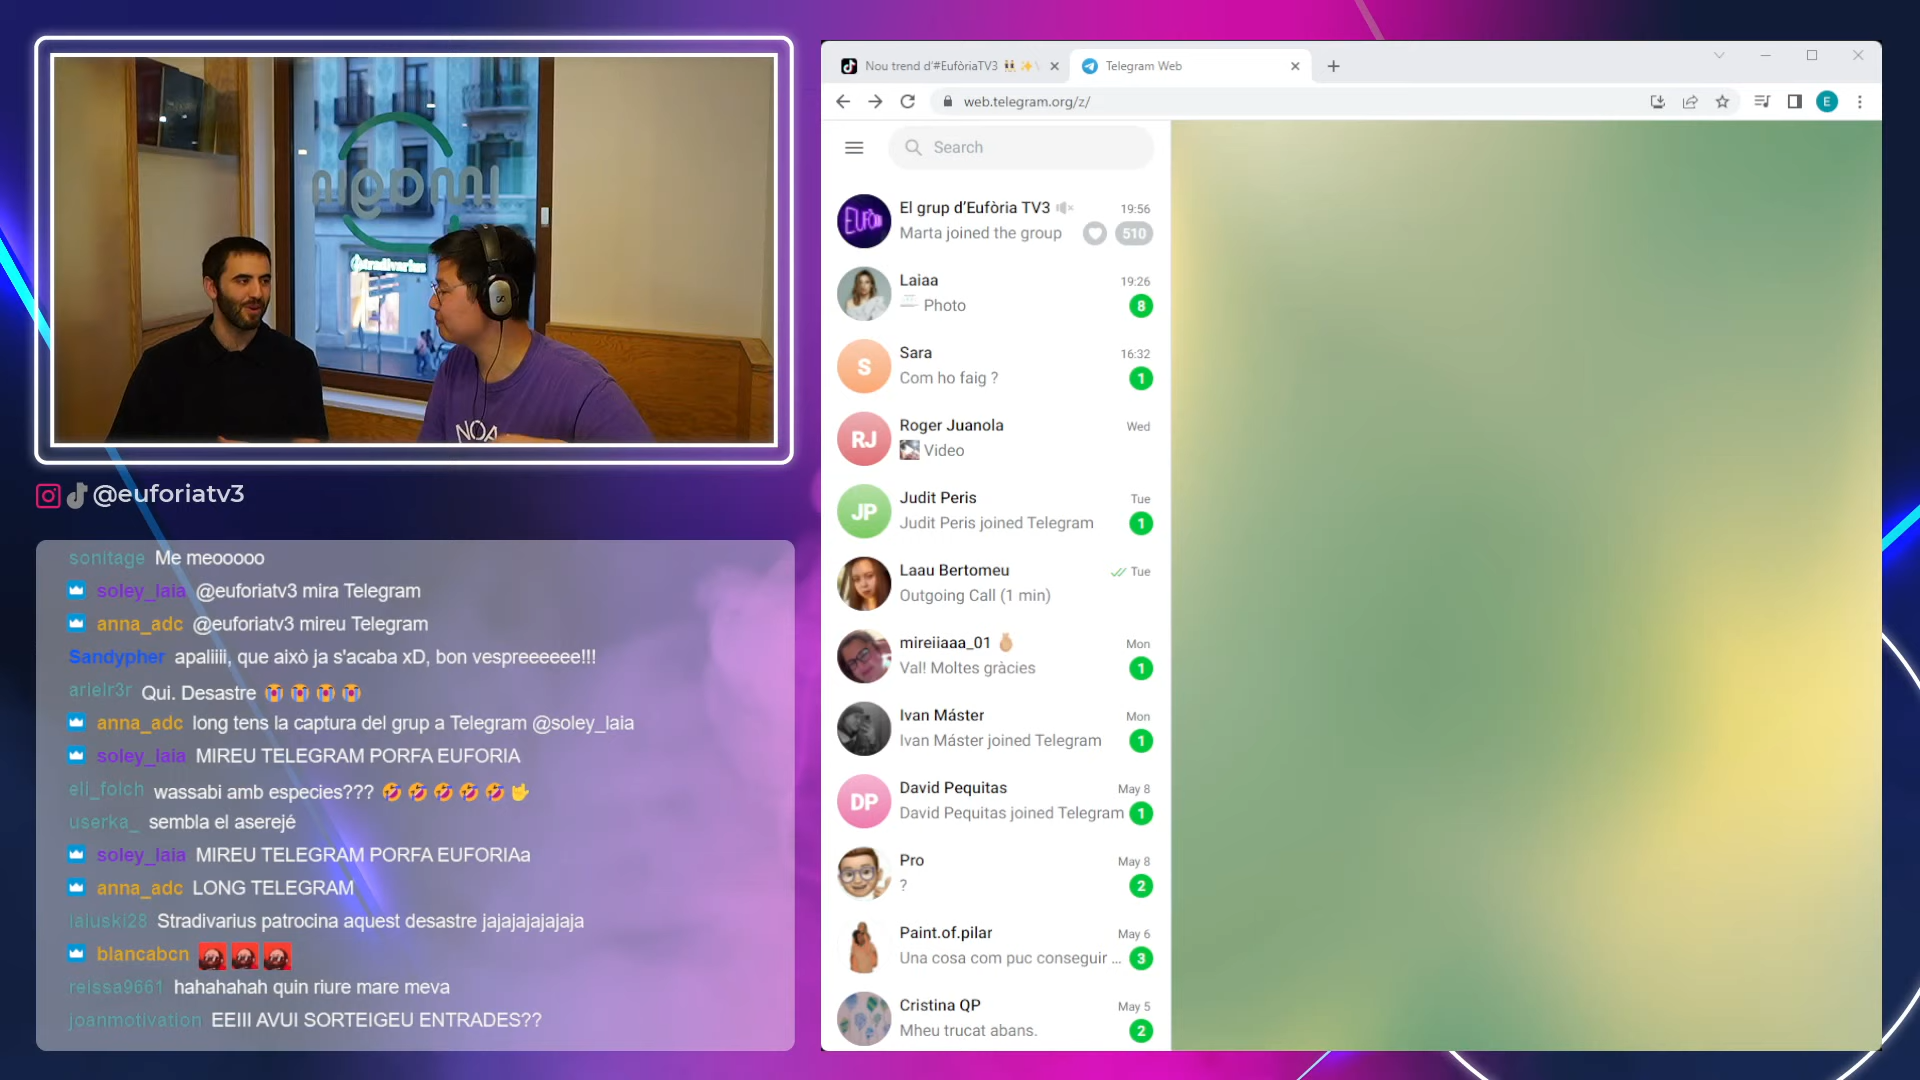 NOA
stradivarius
@euforiatv3
sonitage Me meooooo
soley_laia @euforiatv3 mira Telegram
anna_adc @euforiatv3 mireu Telegram
Sandypher apaliiii, que això ja s'acaba xD, bon vespreeeeee!!!
arielr3r Qui. Desastre 😭 😭 😭 😭
anna_adc long tens la captura del grup a Telegram @soley_laia
soley_laia MIREU TELEGRAM PORFA EUFORIA
eli_folch wassabi amb especies??? 🤣 🤣 🤣 🤣 🤣
userka_ sembla el aserejé
soley_laia MIREU TELEGRAM PORFA EUFORIAa
anna_adc LONG TELEGRAM
laiuski28 Stradivarius patrocina aquest desastre jajajajajajaja
blancabcn
reissa9661 hahahahah quin riure mare meva
joanmotivation EEIII AVUI SORTEIGEU ENTRADES??
Nou trend d'#EufòriaTV3
Telegram Web
web.telegram.org/z/
E
Search
EUFÒRI
El grup d'Eufòria TV3 19:56
Marta joined the group 510
Laiaa 19:26
Photo 8
S
Sara 16:32
Com ho faig ? 1
RJ
Roger Juanola Wed
Video
JP
Judit Peris Tue
Judit Peris joined Telegram 1
Laau Bertomeu Tue
Outgoing Call (1 min)
mireiiaaa_01 Mon
Val! Moltes gràcies 1
Ivan Máster Mon
Ivan Máster joined Telegram 1
DP
David Pequitas May 8
David Pequitas joined Telegram 1
Pro May 8
? 2
Paint.of.pilar May 6
Una cosa com puc conseguir ... 3
Cristina QP May 5
Mheu trucat abans. 2